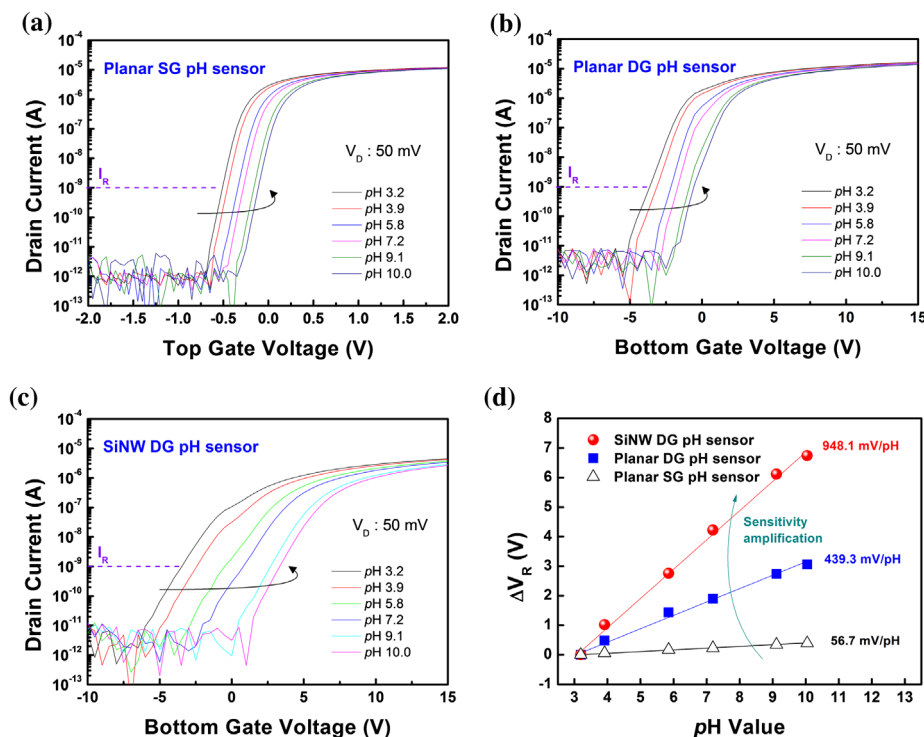 (a)
Planar SG pH sensor
V_D : 50 mV
I_R
pH 3.2
pH 3.9
pH 5.8
pH 7.2
pH 9.1
pH 10.0
Drain Current (A)
10^-4
10^-5
10^-6
10^-7
10^-8
10^-9
10^-10
10^-11
10^-12
10^-13
-2.0 -1.5 -1.0 -0.5 0.0 0.5 1.0 1.5 2.0
Top Gate Voltage (V)
(b)
Planar DG pH sensor
V_D : 50 mV
I_R
pH 3.2
pH 3.9
pH 5.8
pH 7.2
pH 9.1
pH 10.0
Drain Current (A)
10^-4
10^-5
10^-6
10^-7
10^-8
10^-9
10^-10
10^-11
10^-12
10^-13
-10 -5 0 5 10 15
Bottom Gate Voltage (V)
(c)
SiNW DG pH sensor
V_D : 50 mV
I_R
pH 3.2
pH 3.9
pH 5.8
pH 7.2
pH 9.1
pH 10.0
Drain Current (A)
10^-4
10^-5
10^-6
10^-7
10^-8
10^-9
10^-10
10^-11
10^-12
10^-13
-10 -5 0 5 10 15
Bottom Gate Voltage (V)
(d)
SiNW DG pH sensor
Planar DG pH sensor
Planar SG pH sensor
948.1 mV/pH
Sensitivity
amplification
439.3 mV/pH
56.7 mV/pH
ΔV_R (V)
8
7
6
5
4
3
2
1
0
-1
3 4 5 6 7 8 9 10 11 12 13
pH Value